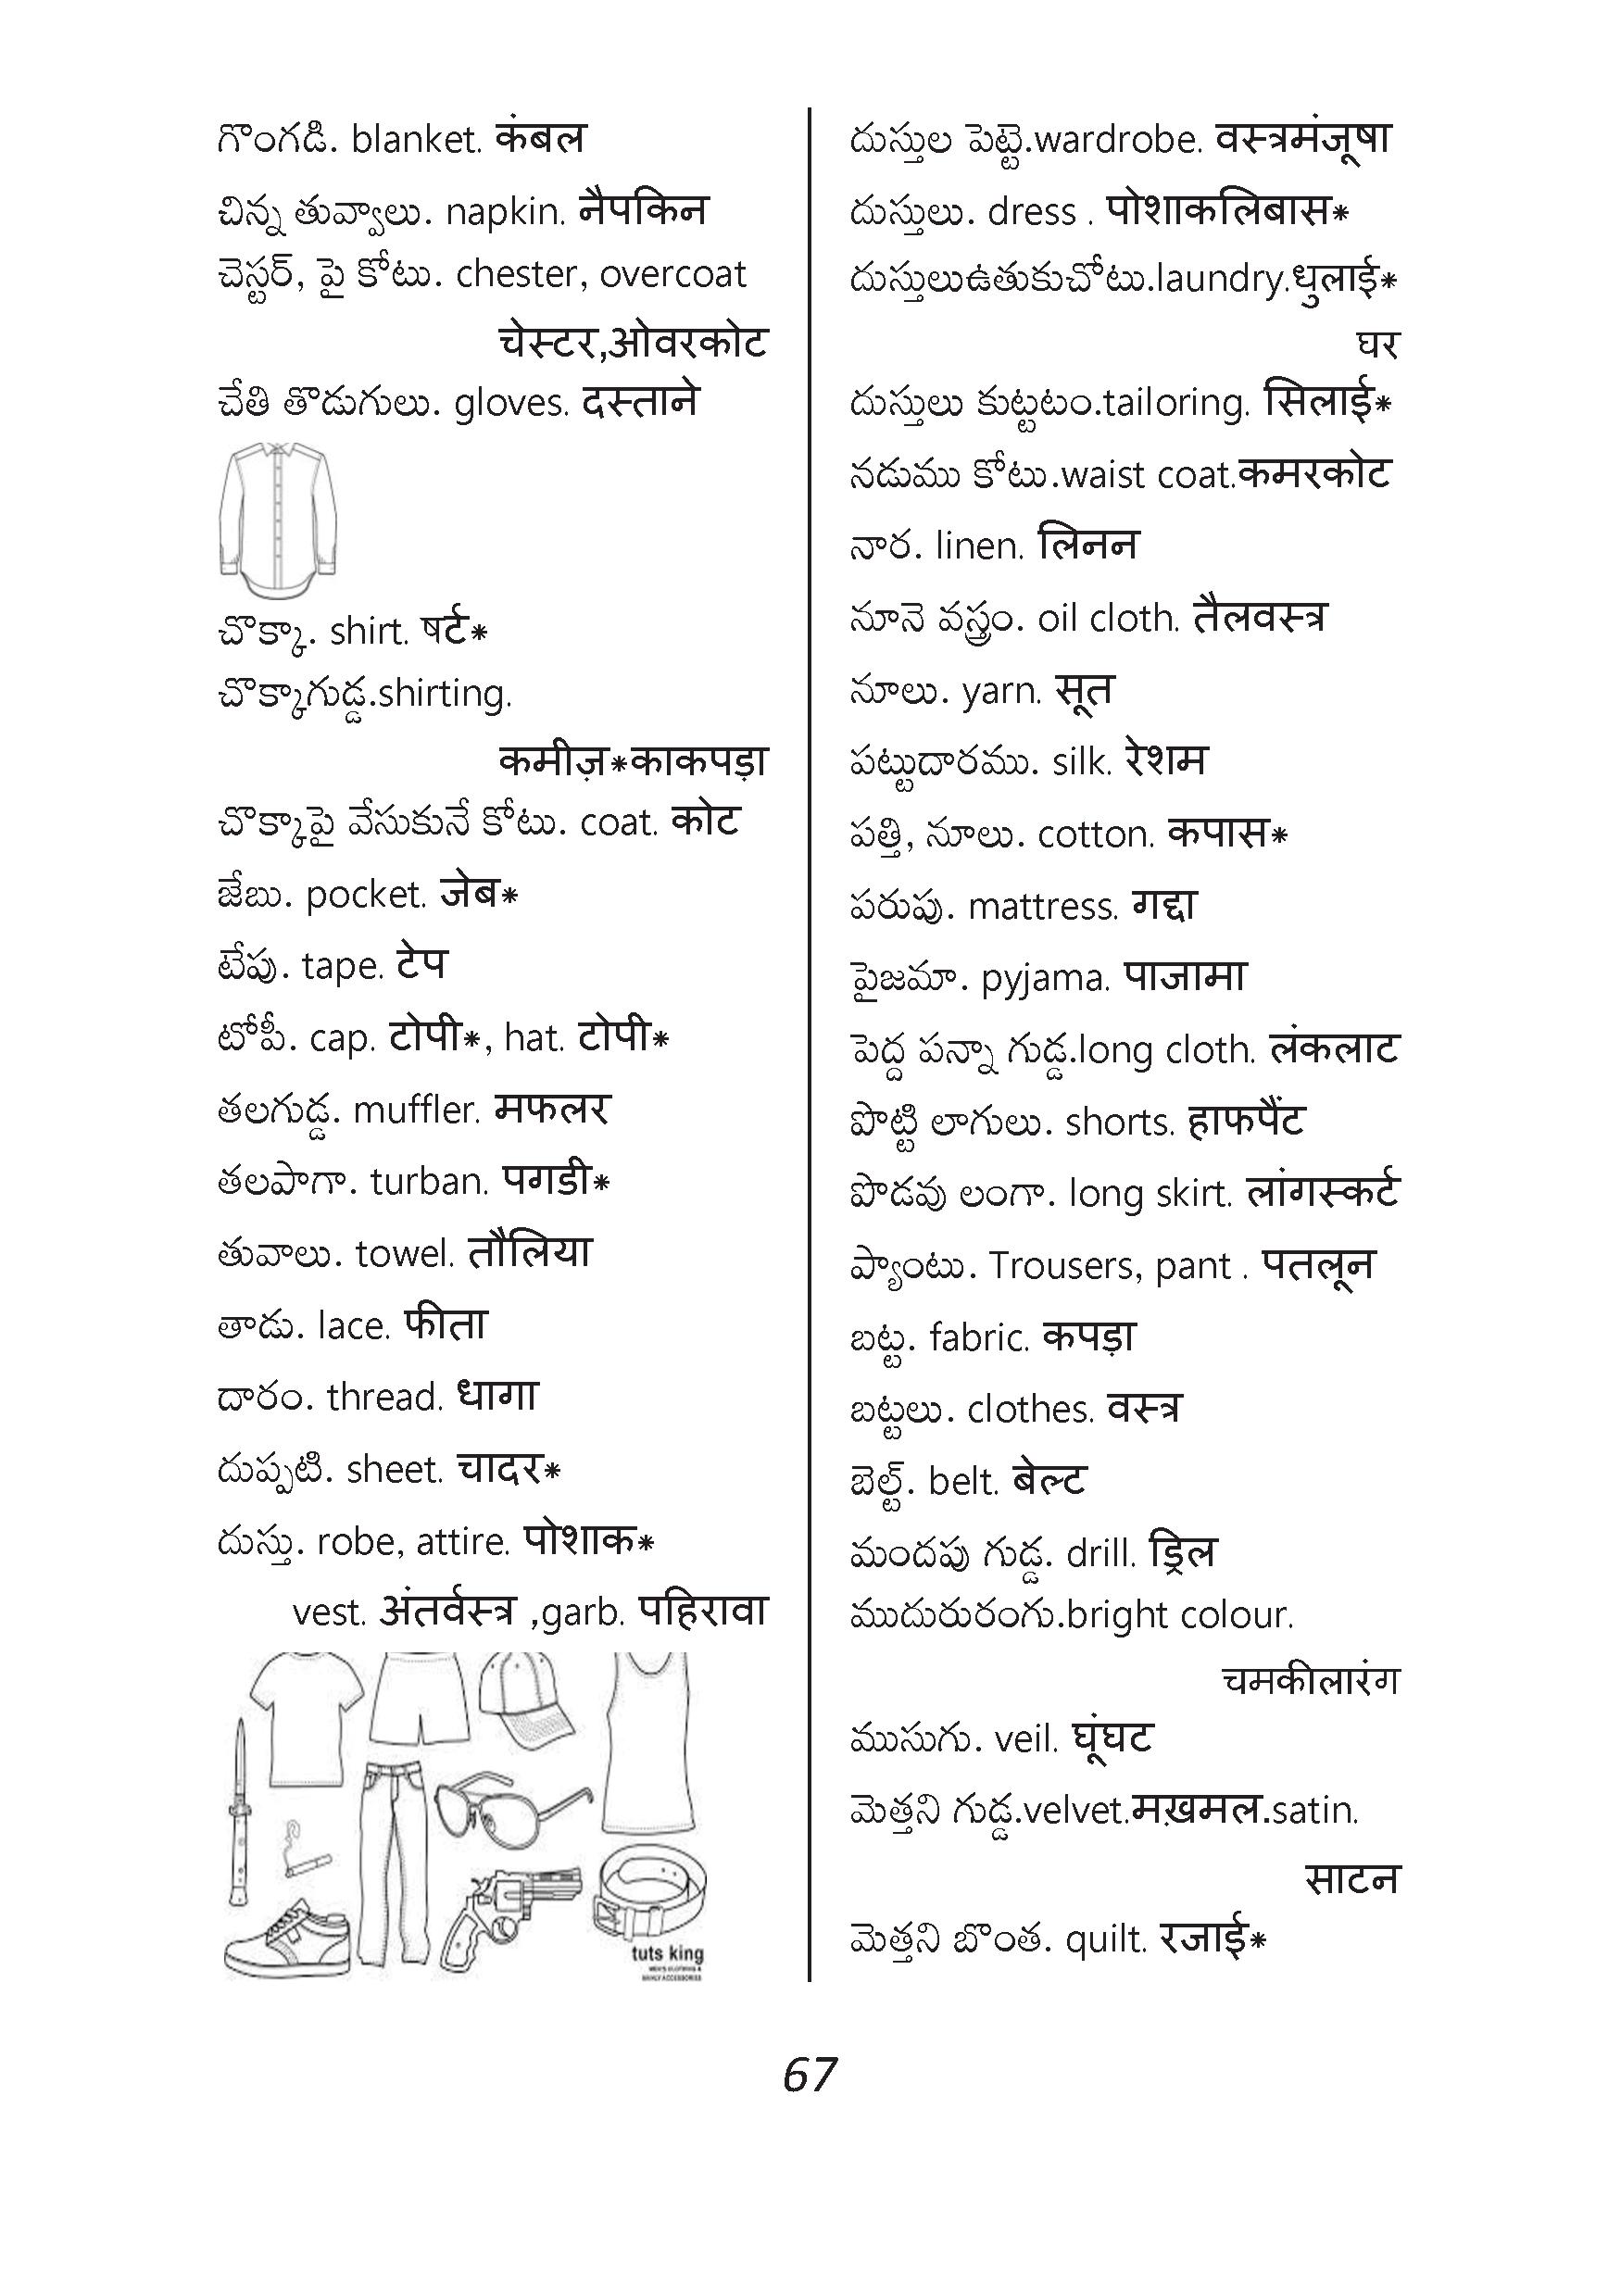 గొంగడి. blanket. कंबल
చిన్న తువ్వాలు. napkin. नैपकिन
చెస్టర్, పై కోటు. chester, overcoat
चेस्टर,ओवरकोट
చేతి తొడుగులు. gloves. दस्ताने
చొక్కా. shirt. षर्ट*
చొక్కాగుడ్డ.shirting.
कमीज़*काकपड़ा
చొక్కాపై వేసుకునే కోటు. coat. कोट
జేబు. pocket. जेब*
టేపు. tape. टेप
టోపీ. cap. टोपी*, hat. टोपी*
తలగుడ్డ. muffler. मफलर
తలపాగా. turban. पगडी*
తువాలు. towel. तौलिया
తాడు. lace. फीता
దారం. thread. धागा
దుప్పటి. sheet. चादर*
దుస్తు. robe, attire. पोशाक*
vest. अंतर्वस्त्र ,garb. पहिरावा
tuts king
MEN'S CLOTHING &
DAILY ACCESSORIES
దుస్తుల పెట్టె.wardrobe. वस्त्रमंजूषा
దుస్తులు. dress . पोशाकलिबास*
దుస్తులుఉతుకుచోటు.laundry.धुलाई*
घर
దుస్తులు కుట్టటం.tailoring. सिलाई*
నడుము కోటు.waist coat.कमरकोट
నార. linen. लिनन
నూనె వస్త్రం. oil cloth. तैलवस्त्र
నూలు. yarn. सूत
పట్టుదారము. silk. रेशम
పత్తి, నూలు. cotton. कपास*
పరుపు. mattress. गद्दा
పైజమా. pyjama. पाजामा
పెద్ద పన్నా గుడ్డ.long cloth. लंकलाट
పొట్టి లాగులు. shorts. हाफपैंट
పొడవు లంగా. long skirt. लांगस्कर्ट
ప్యాంటు. Trousers, pant . पतलून
బట్ట. fabric. कपड़ा
బట్టలు. clothes. वस्त्र
బెల్ట్. belt. बेल्ट
మందపు గుడ్డ. drill. ड्रिल
ముదురురంగు.bright colour.
चमकीलारंग
ముసుగు. veil. घूंघट
మెత్తని గుడ్డ.velvet.मख़मल.satin.
साटन
మెత్తని బొంత. quilt. रजाई*
67